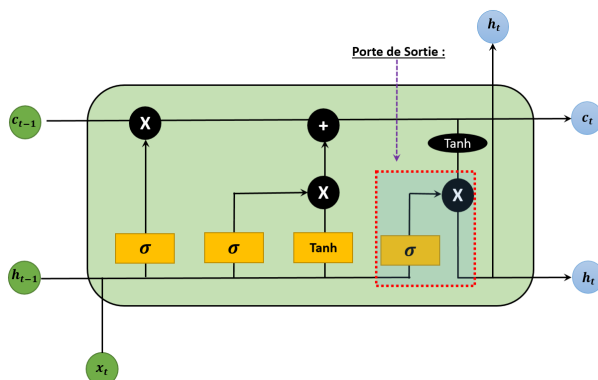 h_t
Porte de Sortie :
c_{t-1}
X
+
c_t
Tanh
X
X
σ
σ
Tanh
σ
h_{t-1}
h_t
x_t